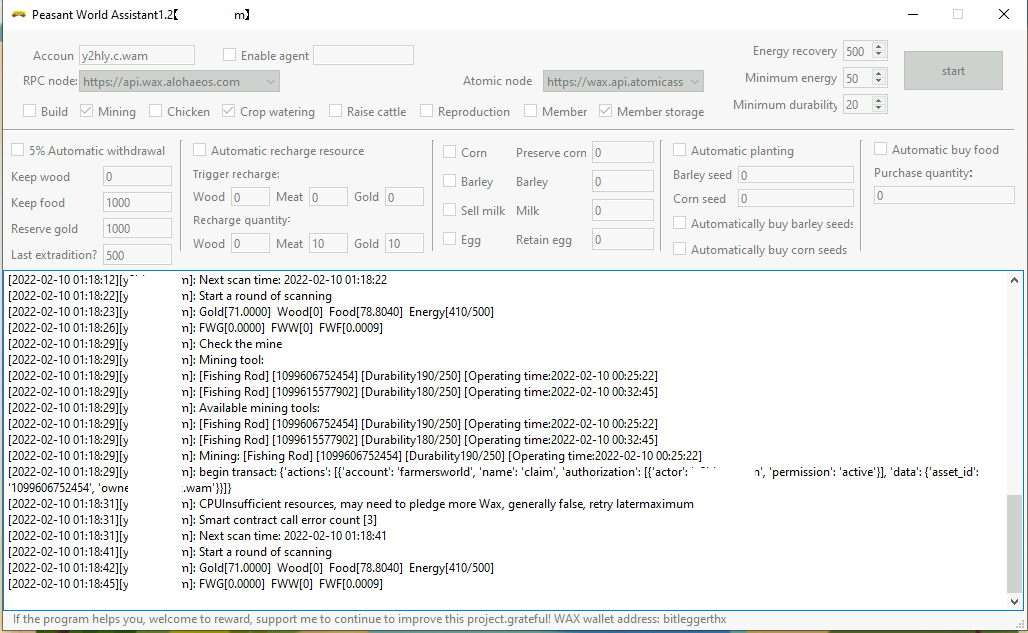 Peasant World Assistant1.2【 m】
Accoun y2hly.c.wam Enable agent
Energy recovery 500
start
RPC node: https://api.wax.alohaeos.com Atomic node https://wax.api.atomicass
Minimum energy 50
Minimum durability 20
Build Mining Chicken Crop watering Raise cattle Reproduction Member Member storage
5% Automatic withdrawal
Keep wood 0
Keep food 1000
Reserve gold 1000
Last extradition? 500
Automatic recharge resource
Trigger recharge:
Wood 0 Meat 0 Gold 0
Recharge quantity:
Wood 0 Meat 10 Gold 10
Corn Preserve corn 0
Barley Barley 0
Sell milk Milk 0
Egg Retain egg 0
Automatic planting
Barley seed 0
Corn seed 0
Automatically buy barley seeds
Automatically buy corn seeds
Automatic buy food
Purchase quantity:
0
[2022-02-10 01:18:12][y m]: Next scan time: 2022-02-10 01:18:22
[2022-02-10 01:18:22][y m]: Start a round of scanning
[2022-02-10 01:18:23][y m]: Gold[71.0000] Wood[0] Food[78.8040] Energy[410/500]
[2022-02-10 01:18:26][y m]: FWG[0.0000] FWW[0] FWF[0.0009]
[2022-02-10 01:18:29][y m]: Check the mine
[2022-02-10 01:18:29][y m]: Mining tool:
[2022-02-10 01:18:29][y m]: [Fishing Rod] [1099606752454] [Durability190/250] [Operating time:2022-02-10 00:25:22]
[2022-02-10 01:18:29][y m]: [Fishing Rod] [1099615577902] [Durability180/250] [Operating time:2022-02-10 00:32:45]
[2022-02-10 01:18:29][y m]: Available mining tools:
[2022-02-10 01:18:29][y m]: [Fishing Rod] [1099606752454] [Durability190/250] [Operating time:2022-02-10 00:25:22]
[2022-02-10 01:18:29][y m]: [Fishing Rod] [1099615577902] [Durability180/250] [Operating time:2022-02-10 00:32:45]
[2022-02-10 01:18:29][y m]: Mining: [Fishing Rod] [1099606752454] [Durability190/250] [Operating time:2022-02-10 00:25:22]
[2022-02-10 01:18:29][y m]: begin transact: {'actions': [{'account': 'farmersworld', 'name': 'claim', 'authorization': [{'actor': n', 'permission': 'active'}], 'data': {'asset_id':
'1099606752454', 'owne .wam'}}]}
[2022-02-10 01:18:31][y m]: CPUInsufficient resources, may need to pledge more Wax, generally false, retry latermaximum
[2022-02-10 01:18:31][y m]: Smart contract call error count [3]
[2022-02-10 01:18:31][y m]: Next scan time: 2022-02-10 01:18:41
[2022-02-10 01:18:41][y m]: Start a round of scanning
[2022-02-10 01:18:42][y m]: Gold[71.0000] Wood[0] Food[78.8040] Energy[410/500]
[2022-02-10 01:18:45][y m]: FWG[0.0000] FWW[0] FWF[0.0009]
If the program helps you, welcome to reward, support me to continue to improve this project.grateful! WAX wallet address: bitleggerthx